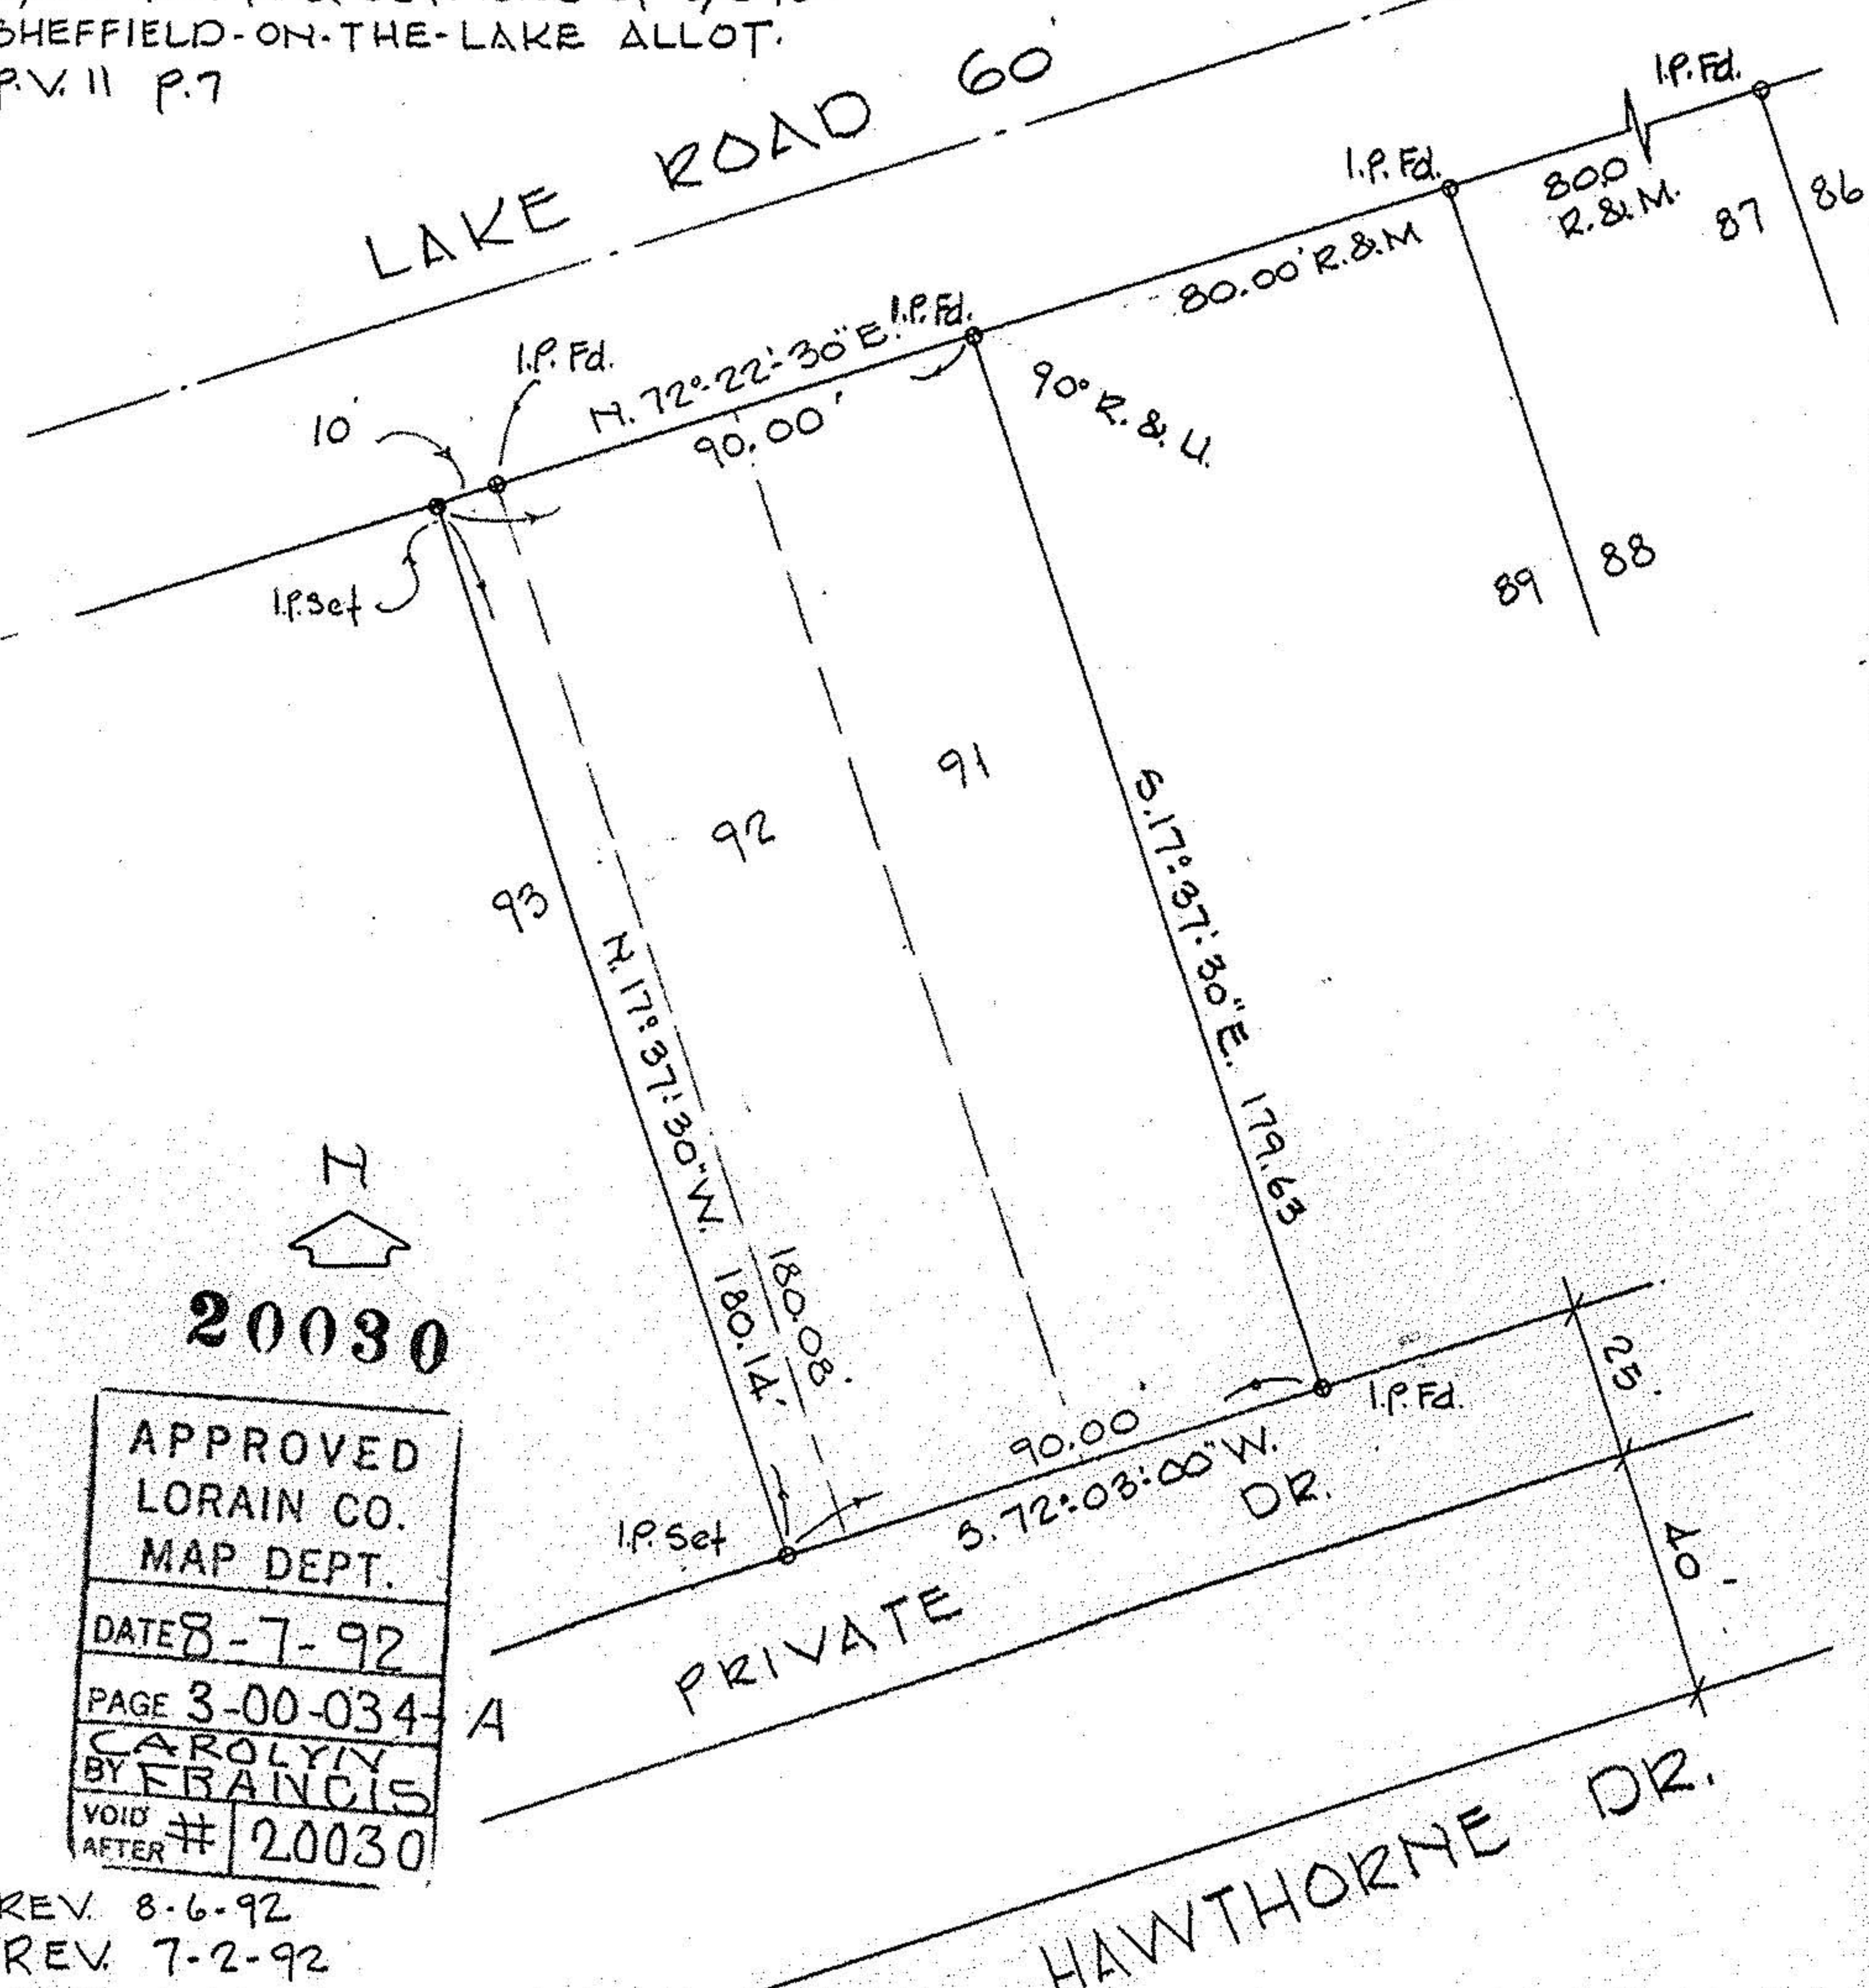 SHEFFIELD-ON-THE-LAKE ALLOT.
P.V. 11 P.7
LAKE ROAD 60'
I.P. Fd.
I.P. Fd.
800
R.&M.
87
86
80.00' R.&M
I.P. Fd.
N. 72°-22'-30"E.
90.00'
I.P. Fd.
10'
90° R.&U.
I.P. Set
89
88
91
92
93
S. 17°-37'-30"E. 179.63
N. 17°-37'-30"W. 180.14'
180.08'
N
20030
APPROVED
LORAIN CO.
MAP DEPT.
DATE 8-7-92
PAGE 3-00-034-A
BY CAROLYN
FRANCIS
VOID
AFTER # 20030
REV. 8-6-92
REV. 7-2-92
I.P. Set
90.00'
S. 72°-03'-00"W.
I.P. Fd.
25'
40'
PRIVATE DR.
HAWTHORNE DR.